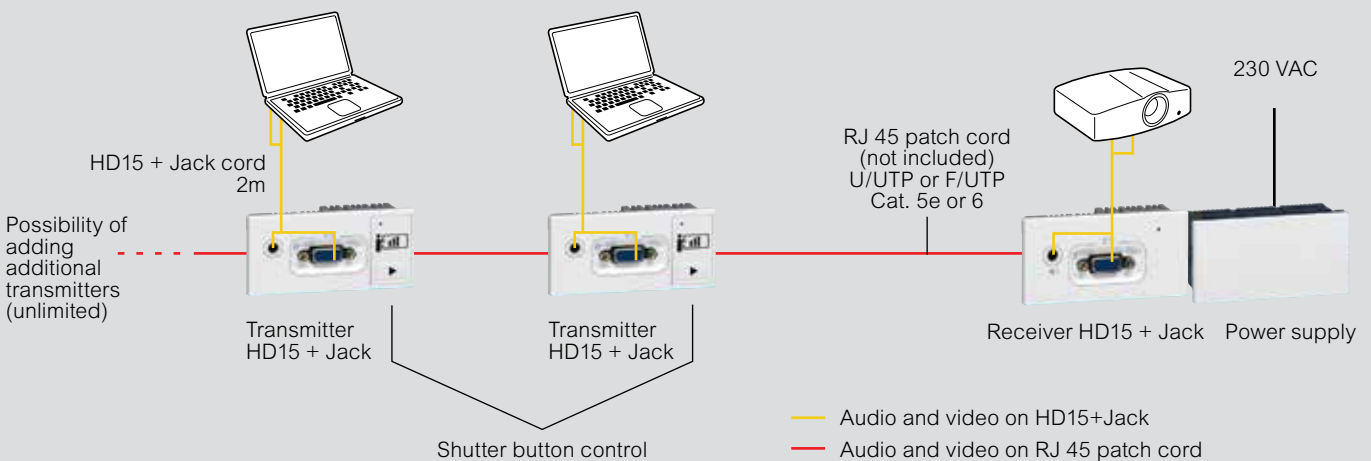 230 VAC
RJ 45 patch cord
(not included)
U/UTP or F/UTP
Cat. 5e or 6
HD15 + Jack cord
2m
Possibility of
adding
additional
transmitters
(unlimited)
Transmitter
HD15 + Jack
Transmitter
HD15 + Jack
Receiver HD15 + Jack
Power supply
Shutter button control
Audio and video on HD15+Jack
Audio and video on RJ 45 patch cord